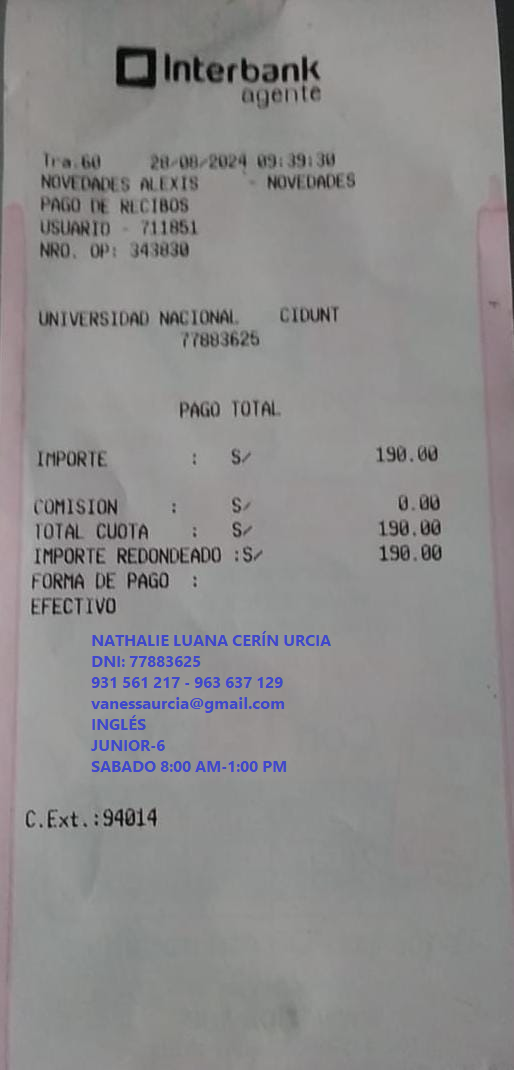 Interbank
agente
Tra.60 28/08/2024 09:39:30
NOVEDADES ALEXIS - NOVEDADES
PAGO DE RECIBOS
USUARIO - 711851
NRO. OP: 343830
UNIVERSIDAD NACIONAL CIDUNT
77883625
PAGO TOTAL
IMPORTE : S/ 190.00
COMISION : S/ 0.00
TOTAL CUOTA : S/ 190.00
IMPORTE REDONDEADO :S/ 190.00
FORMA DE PAGO :
EFECTIVO
NATHALIE LUANA CERÍN URCIA
DNI: 77883625
931 561 217 - 963 637 129
vanessaurcia@gmail.com
INGLÉS
JUNIOR-6
SABADO 8:00 AM-1:00 PM
C.Ext.:94014